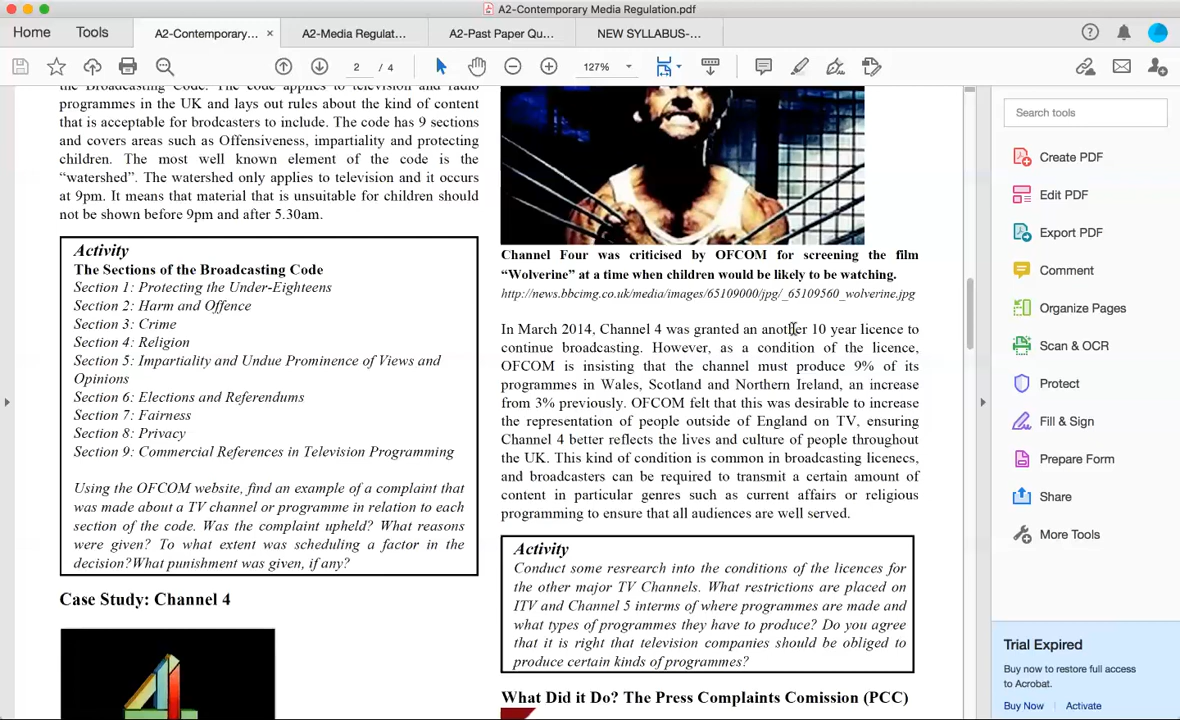 A2-Contemporary Media Regulation.pdf
Home
Tools
A2-Contemporary... ×
A2-Media Regulat...
A2-Past Paper Qu...
NEW SYLLABUS-...
2 / 4
127%
the Broadcasting Code. The code applies to television and radio
programmes in the UK and lays out rules about the kind of content
that is acceptable for brodcasters to include. The code has 9 sections
and covers areas such as Offensiveness, impartiality and protecting
children. The most well known element of the code is the
“watershed”. The watershed only applies to television and it occurs
at 9pm. It means that material that is unsuitable for children should
not be shown before 9pm and after 5.30am.
Activity
The Sections of the Broadcasting Code
Section 1: Protecting the Under-Eighteens
Section 2: Harm and Offence
Section 3: Crime
Section 4: Religion
Section 5: Impartiality and Undue Prominence of Views and
Opinions
Section 6: Elections and Referendums
Section 7: Fairness
Section 8: Privacy
Section 9: Commercial References in Television Programming
Using the OFCOM website, find an example of a complaint that
was made about a TV channel or programme in relation to each
section of the code. Was the complaint upheld? What reasons
were given? To what extent was scheduling a factor in the
decision?What punishment was given, if any?
Case Study: Channel 4
4
Channel Four was criticised by OFCOM for screening the film
“Wolverine” at a time when children would be likely to be watching.
http://news.bbcimg.co.uk/media/images/65109000/jpg/_65109560_wolverine.jpg
In March 2014, Channel 4 was granted an another 10 year licence to
continue broadcasting. However, as a condition of the licence,
OFCOM is insisting that the channel must produce 9% of its
programmes in Wales, Scotland and Northern Ireland, an increase
from 3% previously. OFCOM felt that this was desirable to increase
the representation of people outside of England on TV, ensuring
Channel 4 better reflects the lives and culture of people throughout
the UK. This kind of condition is common in broadcasting licences,
and broadcasters can be required to transmit a certain amount of
content in particular genres such as current affairs or religious
programming to ensure that all audiences are well served.
Activity
Conduct some resrearch into the conditions of the licences for
the other major TV Channels. What restrictions are placed on
ITV and Channel 5 interms of where programmes are made and
what types of programmes they have to produce? Do you agree
that it is right that television companies should be obliged to
produce certain kinds of programmes?
What Did it Do? The Press Complaints Comission (PCC)
Search tools
Create PDF
Edit PDF
Export PDF
Comment
Organize Pages
Scan & OCR
Protect
Fill & Sign
Prepare Form
Share
More Tools
Trial Expired
Buy now to restore full access
to Acrobat.
Buy Now
Activate